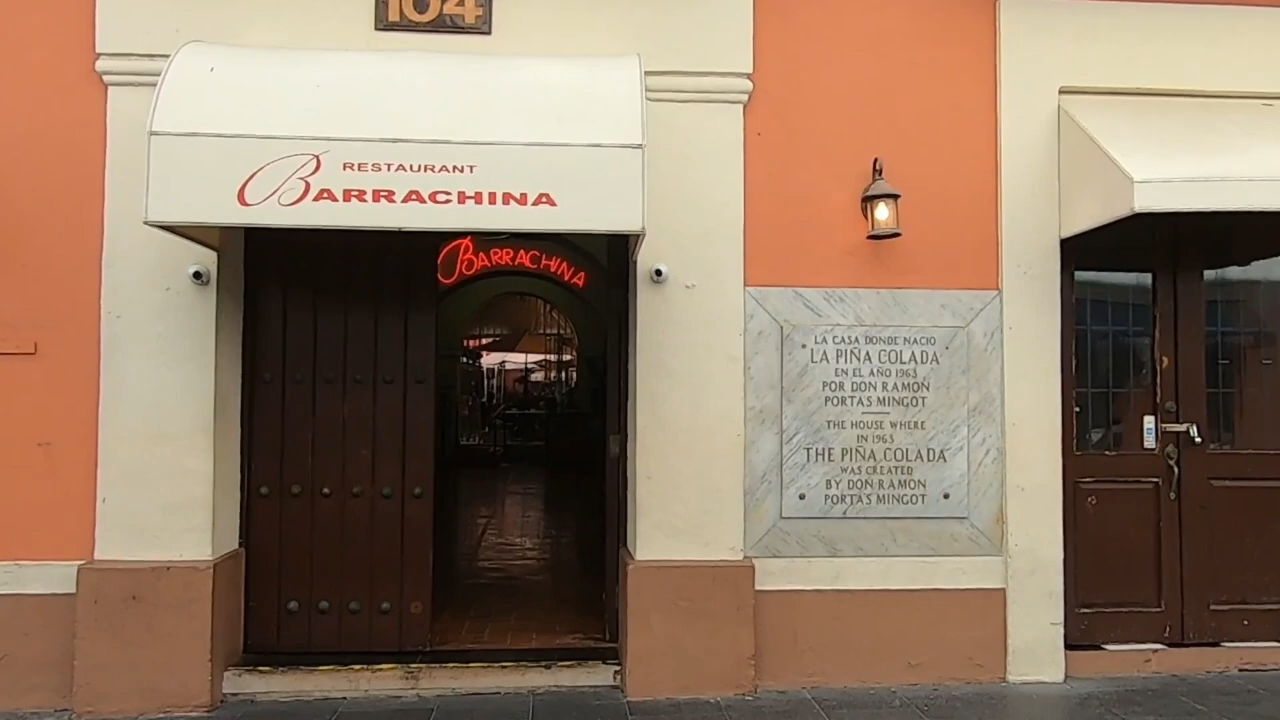 104
RESTAURANT
BARRACHINA
BARRACHINA
LA CASA DONDE NACIO
LA PIÑA COLADA
EN EL AÑO 1963
POR DON RAMON
PORTAS MINGOT
THE HOUSE WHERE
IN 1963
THE PIÑA COLADA
WAS CREATED
BY DON RAMON
PORTAS MINGOT